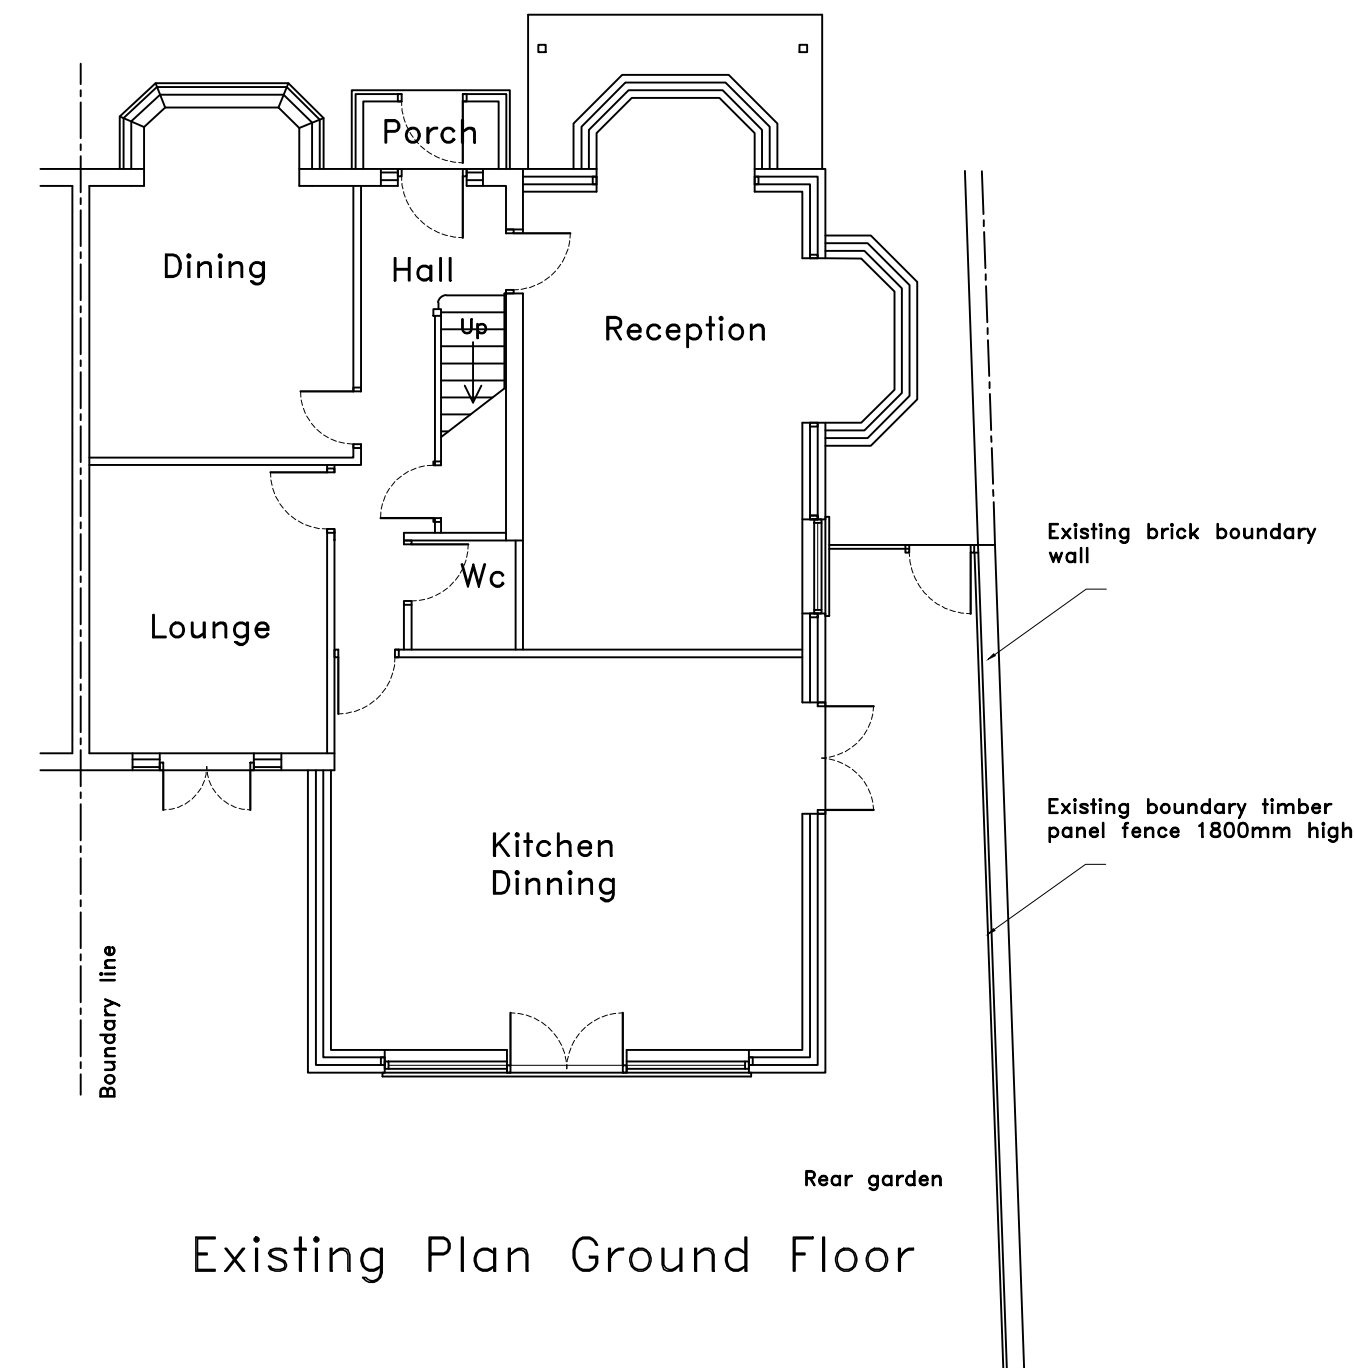 Porch
Dining
Hall
Up
Reception
Existing brick boundary
wall
Wc
Lounge
Existing boundary timber
panel fence 1800mm high
Kitchen
Dinning
Boundary line
Rear garden
Existing Plan Ground Floor